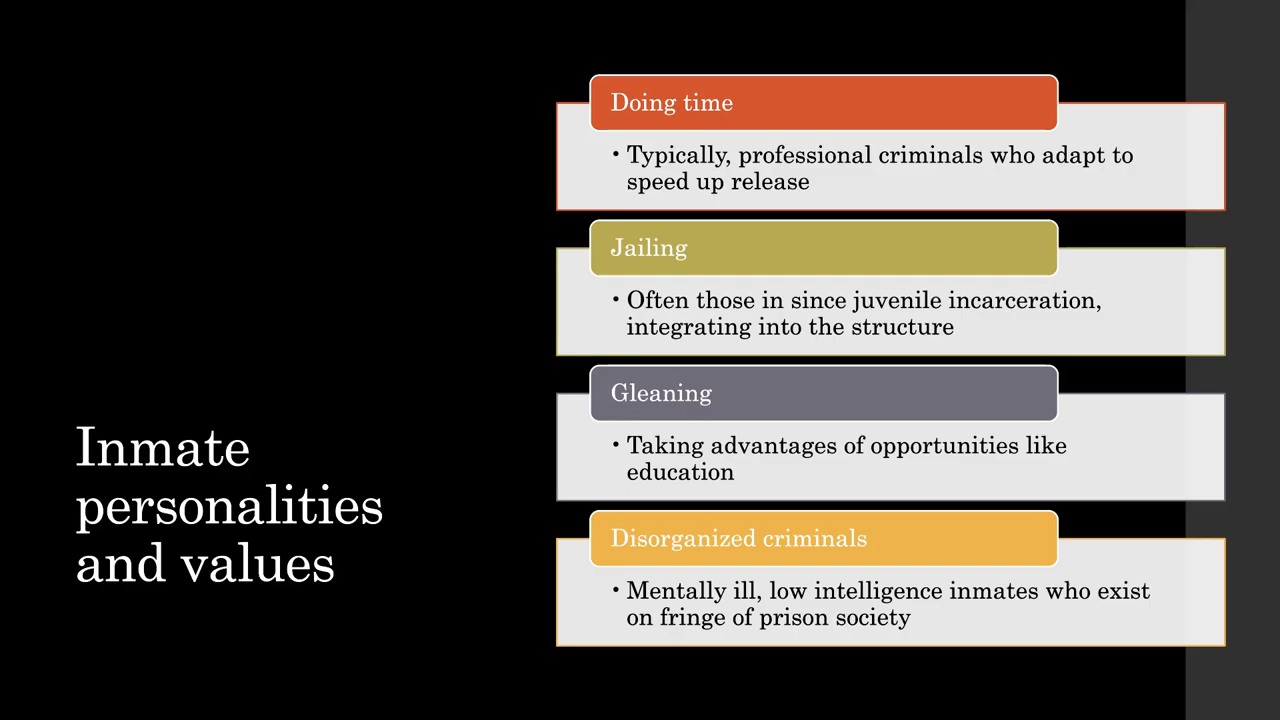 Inmate
personalities
and values
Doing time
• Typically, professional criminals who adapt to
speed up release
Jailing
• Often those in since juvenile incarceration,
integrating into the structure
Gleaning
• Taking advantages of opportunities like
education
Disorganized criminals
• Mentally ill, low intelligence inmates who exist
on fringe of prison society